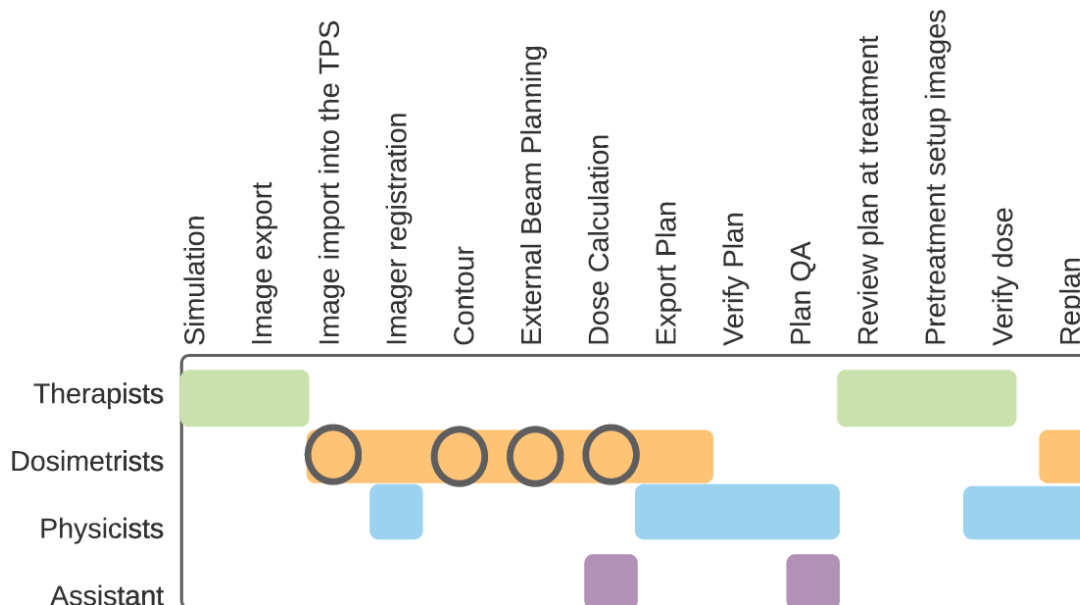 Simulation
Image export
Image import into the TPS
Imager registration
Contour
External Beam Planning
Dose Calculation
Export Plan
Verify Plan
Plan QA
Review plan at treatment
Pretreatment setup images
Verify dose
Replan
Therapists
Dosimetrists
Physicists
Assistant